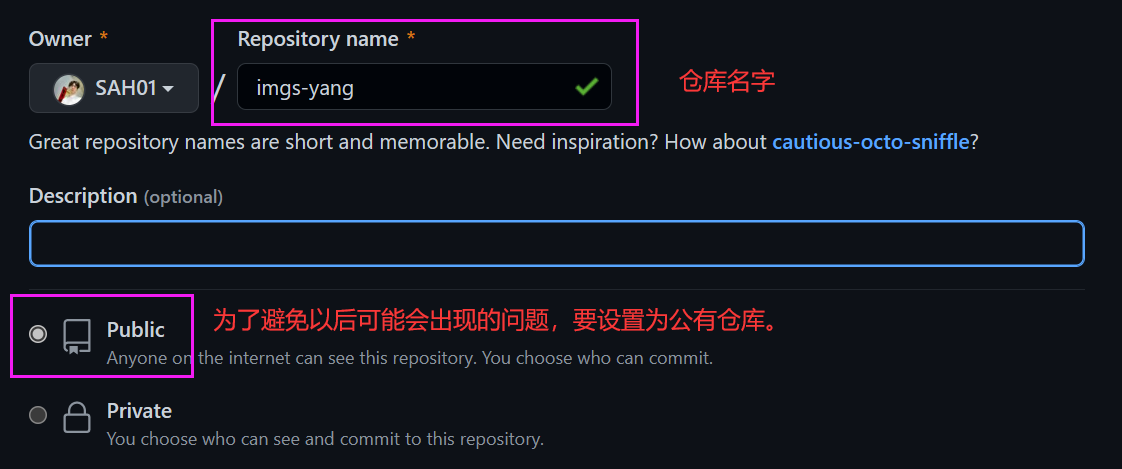 Owner *
Repository name *
SAH01
/
imgs-yang
仓库名字
Great repository names are short and memorable. Need inspiration? How about cautious-octo-sniffle?
Description (optional)
Public
为了避免以后可能会出现的问题，要设置为公有仓库。
Anyone on the internet can see this repository. You choose who can commit.
Private
You choose who can see and commit to this repository.